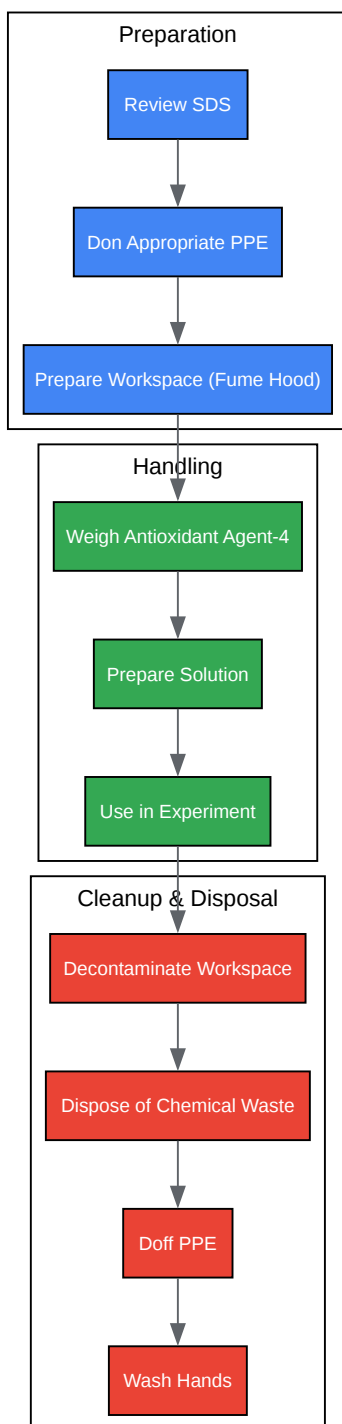 Preparation
Review SDS
Don Appropriate PPE
Prepare Workspace (Fume Hood)
Handling
Weigh Antioxidant Agent-4
Prepare Solution
Use in Experiment
Cleanup & Disposal
Decontaminate Workspace
Dispose of Chemical Waste
Doff PPE
Wash Hands